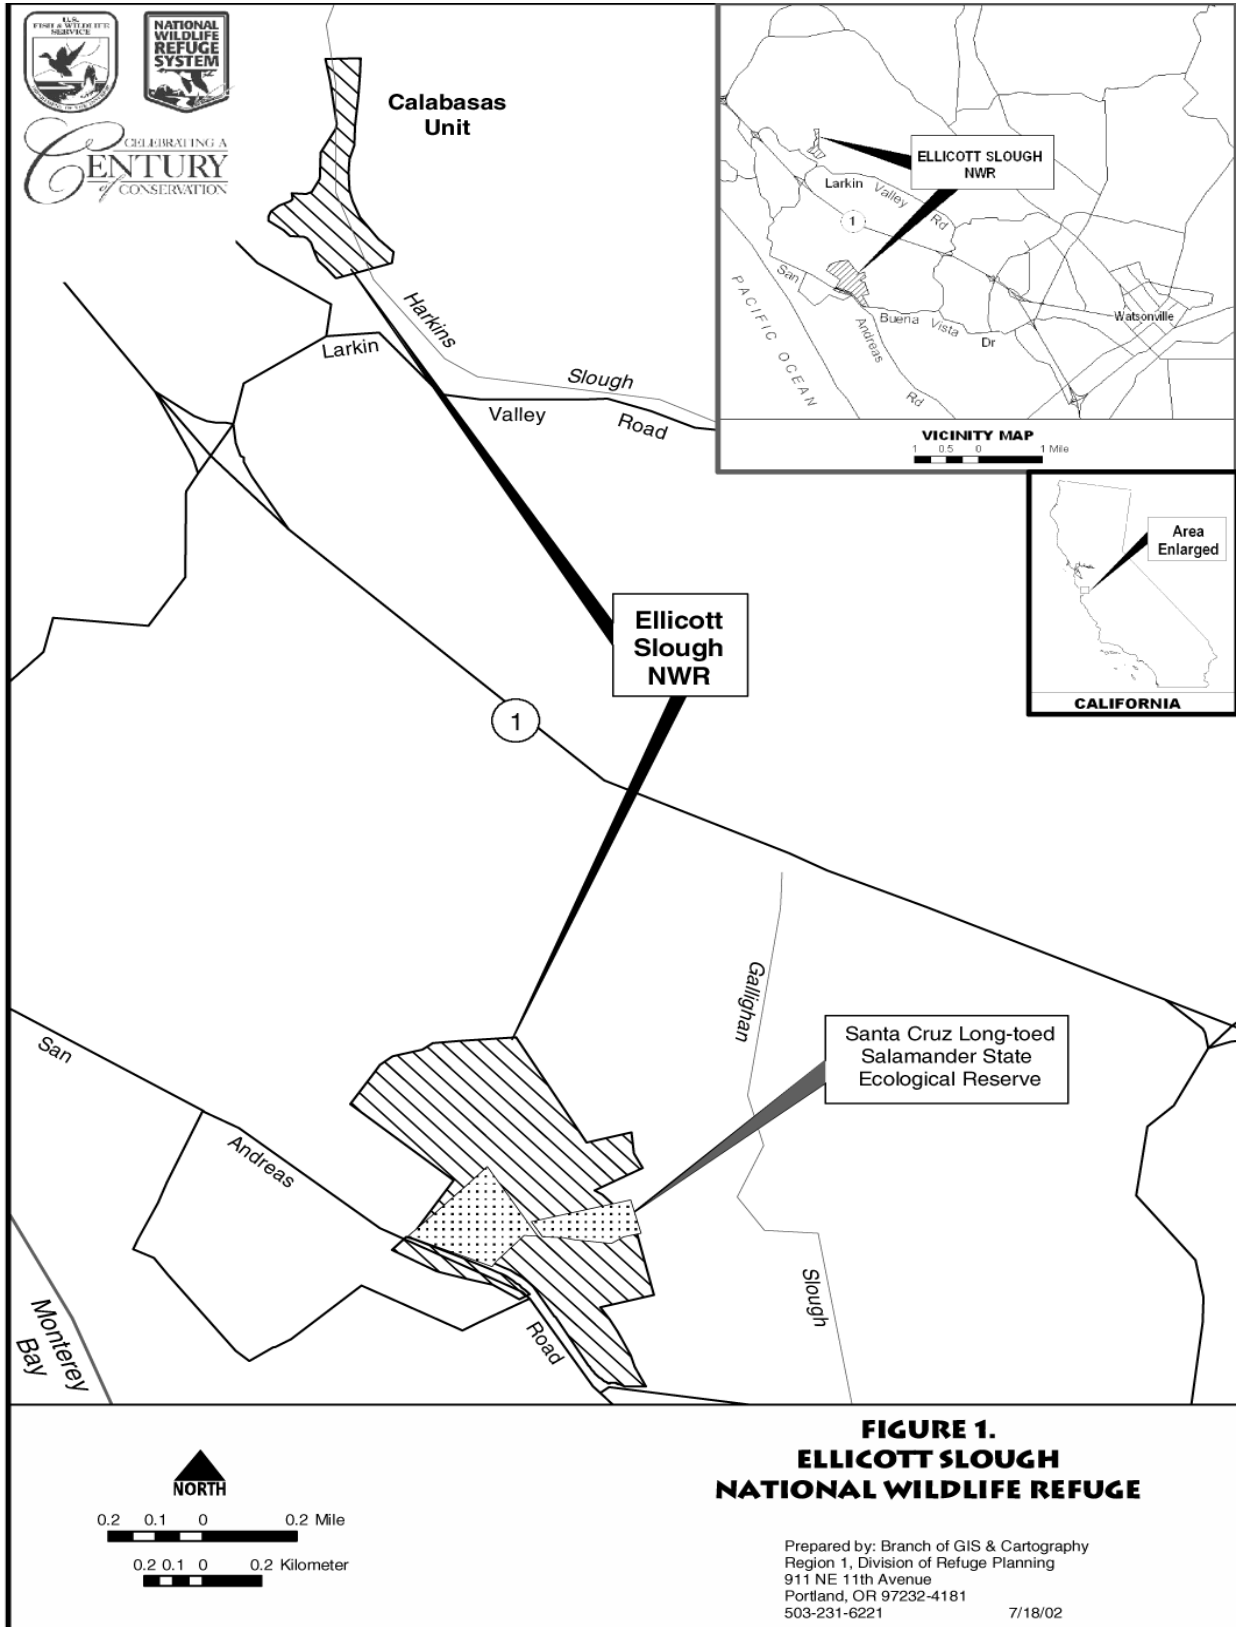 U.S.
FISH & WILDLIFE
SERVICE
NATIONAL
WILDLIFE
REFUGE
SYSTEM
CELEBRATING A
CENTURY
of
CONSERVATION
Calabasas
Unit
Harkins
Slough
Larkin
Valley
Road
ELLICOTT SLOUGH
NWR
Larkin
Valley
Rd
1
San
Andreas
Rd
Buena
Vista
Dr
Watsonville
PACIFIC OCEAN
VICINITY MAP
1 0.5 0 1 Mile
Area
Enlarged
CALIFORNIA
Ellicott
Slough
NWR
1
Gallighan
Slough
Santa Cruz Long-toed
Salamander State
Ecological Reserve
San
Andreas
Road
Monterey
Bay
NORTH
0.2 0.1 0 0.2 Mile
0.2 0.1 0 0.2 Kilometer
FIGURE 1.
ELLICOTT SLOUGH
NATIONAL WILDLIFE REFUGE
Prepared by: Branch of GIS & Cartography
Region 1, Division of Refuge Planning
911 NE 11th Avenue
Portland, OR 97232-4181
503-231-6221 7/18/02